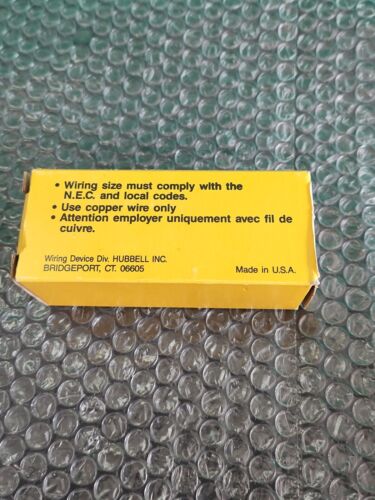 • Wiring size must comply with the
N.E.C. and local codes.
• Use copper wire only
• Attention employer uniquement avec fil de
cuivre.
Wiring Device Div. HUBBELL INC.
BRIDGEPORT, CT. 06605
Made in U.S.A.